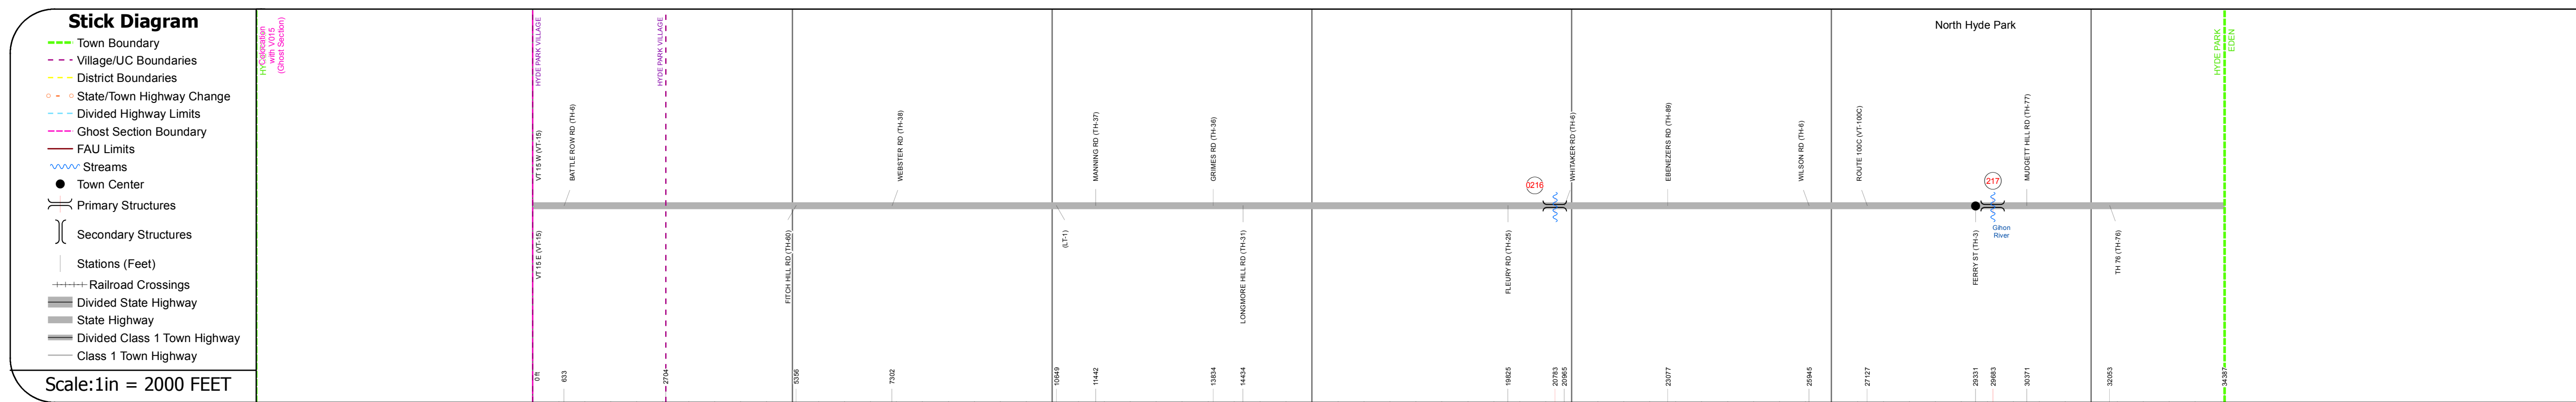 Stick Diagram
Town Boundary
Village/UC Boundaries
District Boundaries
State/Town Highway Change
Divided Highway Limits
Ghost Section Boundary
FAU Limits
Streams
Town Center
Primary Structures
Secondary Structures
Stations (Feet)
Railroad Crossings
Divided State Highway
State Highway
Divided Class 1 Town Highway
Class 1 Town Highway
Scale:1in = 2000 FEET
Colocation
with V015
(Ghost Section)
HYDE PARK VILLAGE
HYDE PARK VILLAGE
North Hyde Park
HYDE PARK
EDEN
VT 15 W (VT-15)
BATTLE ROW RD (TH-6)
WEBSTER RD (TH-38)
MANNING RD (TH-37)
GRIMES RD (TH-36)
0216
WHITAKER RD (TH-6)
EBENEZERS RD (TH-89)
WILSON RD (TH-6)
ROUTE 100C (VT-100C)
217
MUDGETT HILL RD (TH-77)
VT 15 E (VT-15)
FITCH HILL RD (TH-60)
(LT-1)
LONGMORE HILL RD (TH-31)
FLEURY RD (TH-25)
FERRY ST (TH-3)
Gihon
River
TH 76 (TH-76)
0 ft
633
2704
5356
7302
10649
11442
13834
14434
19825
20783
20965
23077
25945
27127
29331
29683
30371
32053
34387